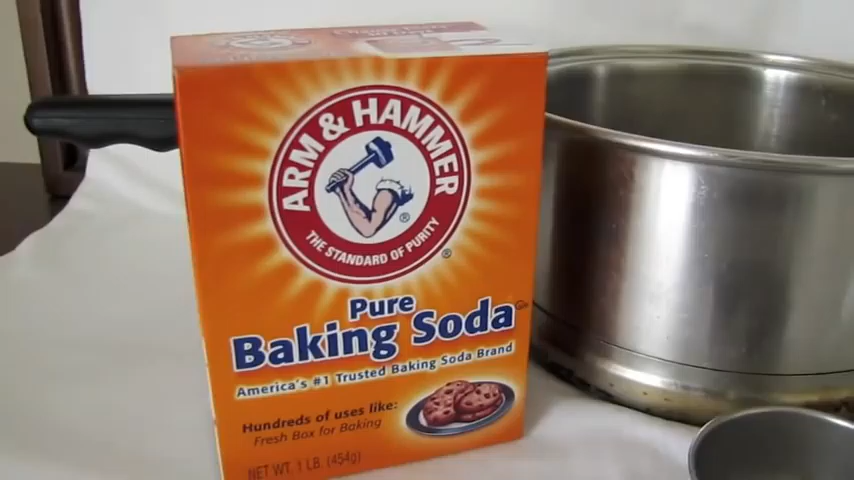 ARM & HAMMER
®
THE STANDARD OF PURITY
®
Pure
Baking Soda
America's #1 Trusted Baking Soda Brand
Hundreds of uses like:
Fresh Box for Baking
NET WT. 1 LB. (454g)